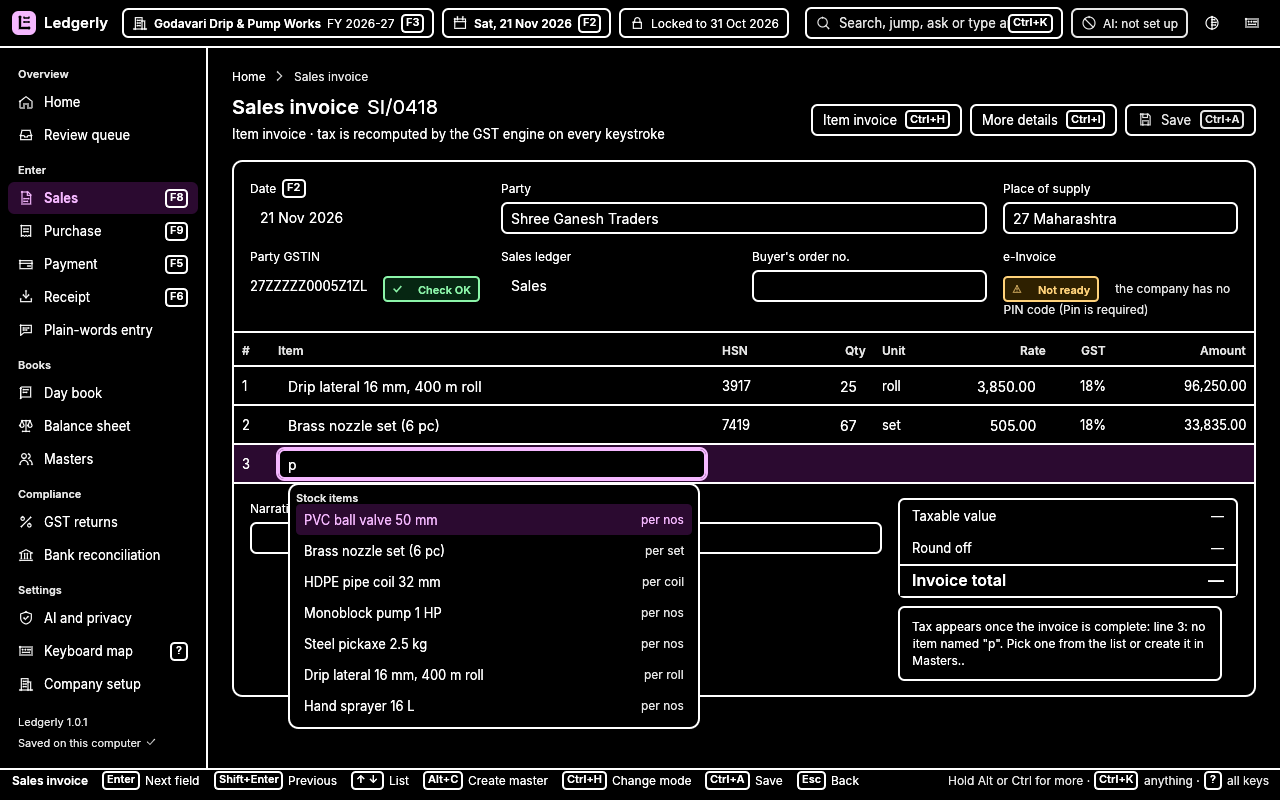 Ledgerly
Godavari Drip & Pump Works FY 2026-27 F3
Sat, 21 Nov 2026 F2
Locked to 31 Oct 2026
Search, jump, ask or type a Ctrl+K
AI: not set up
Overview
Home
Review queue
Enter
Sales F8
Purchase F9
Payment F5
Receipt F6
Plain-words entry
Books
Day book
Balance sheet
Masters
Compliance
GST returns
Bank reconciliation
Settings
AI and privacy
Keyboard map ?
Company setup
Ledgerly 1.0.1
Saved on this computer
Home Sales invoice
Sales invoice SI/0418
Item invoice · tax is recomputed by the GST engine on every keystroke
Item invoice Ctrl+H
More details Ctrl+I
Save Ctrl+A
Date F2
21 Nov 2026
Party
Shree Ganesh Traders
Place of supply
27 Maharashtra
Party GSTIN
27ZZZZZ0005Z1ZL Check OK
Sales ledger
Sales
Buyer's order no.
e-Invoice
Not ready the company has no
PIN code (Pin is required)
# Item HSN Qty Unit Rate GST Amount
1 Drip lateral 16 mm, 400 m roll 3917 25 roll 3,850.00 18% 96,250.00
2 Brass nozzle set (6 pc) 7419 67 set 505.00 18% 33,835.00
3 p
Narrati
Stock items
PVC ball valve 50 mm per nos
Brass nozzle set (6 pc) per set
HDPE pipe coil 32 mm per coil
Monoblock pump 1 HP per nos
Steel pickaxe 2.5 kg per nos
Drip lateral 16 mm, 400 m roll per roll
Hand sprayer 16 L per nos
Taxable value —
Round off —
Invoice total —
Tax appears once the invoice is complete: line 3: no
item named "p". Pick one from the list or create it in
Masters..
Sales invoice Enter Next field Shift+Enter Previous ↑ ↓ List Alt+C Create master Ctrl+H Change mode Ctrl+A Save Esc Back
Hold Alt or Ctrl for more · Ctrl+K anything · ? all keys